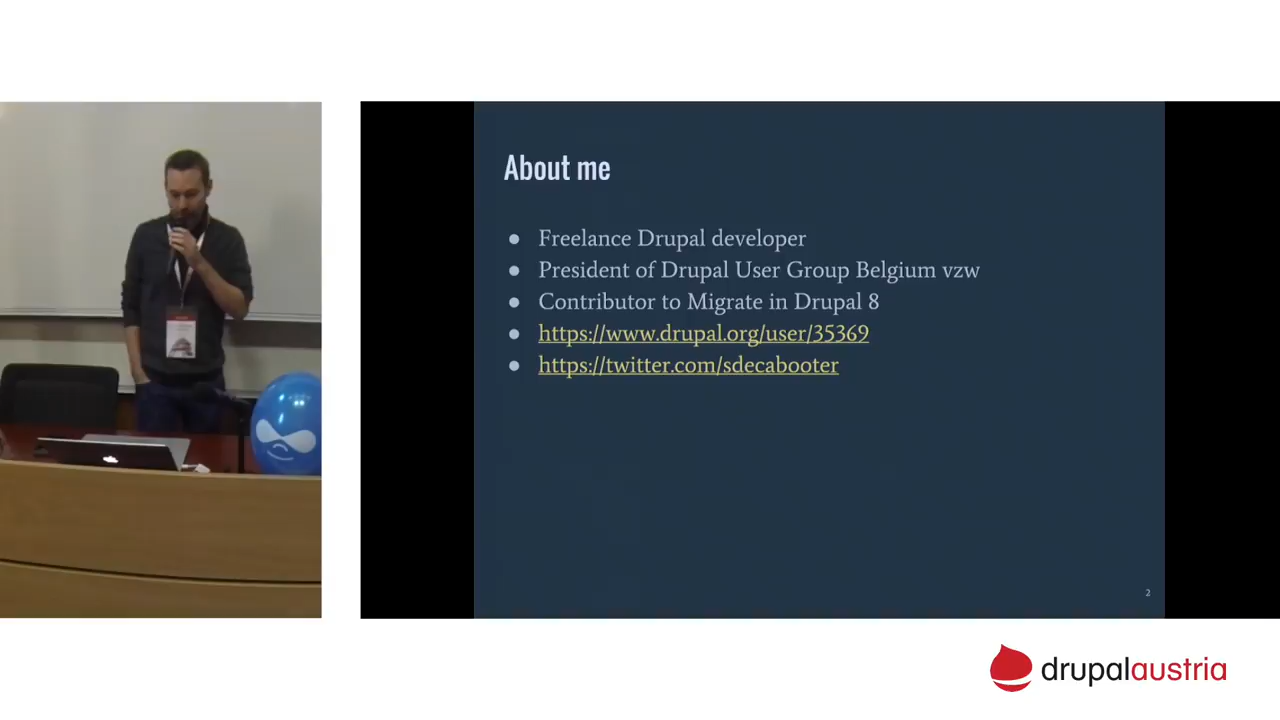 About me
● Freelance Drupal developer
● President of Drupal User Group Belgium vzw
● Contributor to Migrate in Drupal 8
● https://www.drupal.org/user/35369
● https://twitter.com/sdecabooter
2
drupalaustria